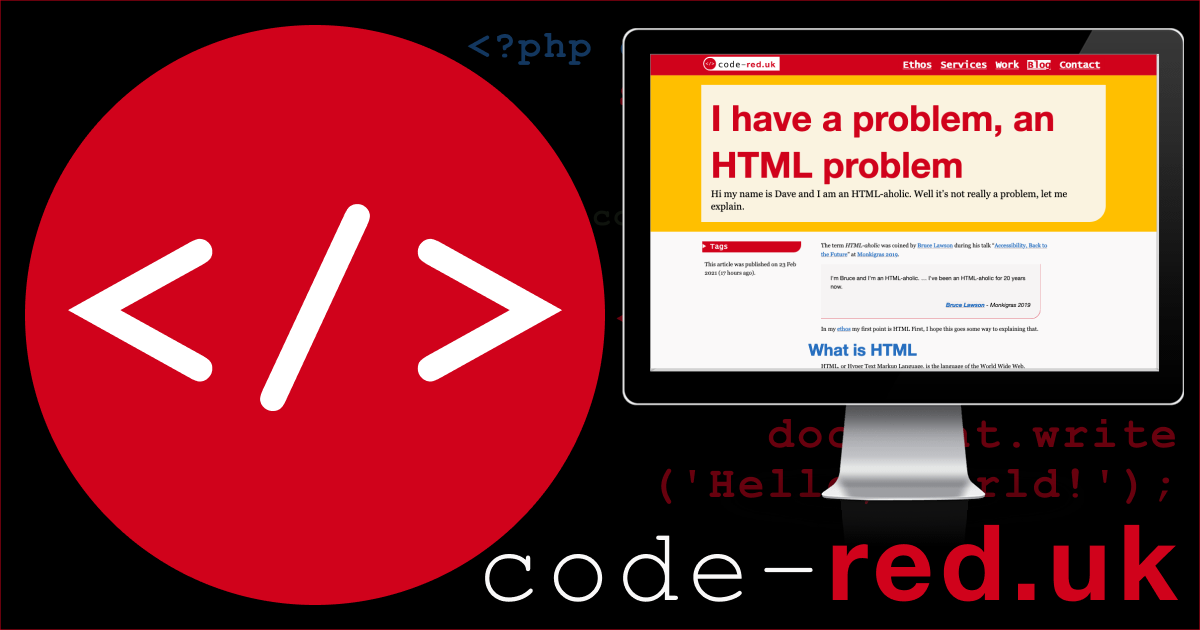 </>
<?php
code-red.uk
Ethos Services Work Blog Contact
I have a problem, an
HTML problem
Hi my name is Dave and I am an HTML-aholic. Well it's not really a problem, let me
explain.
Tags
This article was published on 23 Feb
2021 (17 hours ago).
The term HTML-aholic was coined by Bruce Lawson during his talk "Accessibility, Back to
the Future" at Monkigras 2019.
I'm Bruce and I'm an HTML-aholic. ... I've been an HTML-aholic for 20 years
now.
Bruce Lawson - Monkigras 2019
In my ethos my first point is HTML First, I hope this goes some way to explaining that.
What is HTML
HTML, or Hyper Text Markup Language, is the language of the World Wide Web.
co
doc nt.write
('Hell rld!');
code-red.uk